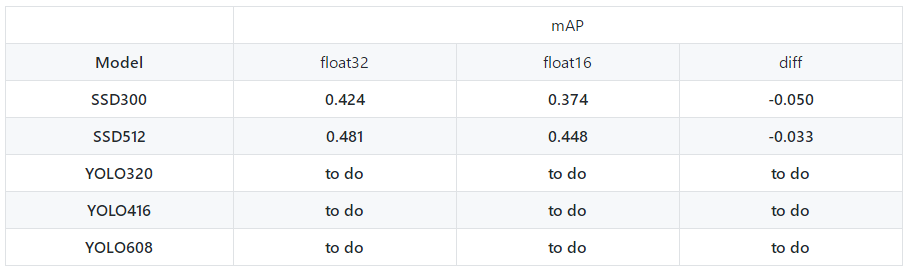 mAP
Model float32 float16 diff
SSD300 0.424 0.374 -0.050
SSD512 0.481 0.448 -0.033
YOLO320 to do to do to do
YOLO416 to do to do to do
YOLO608 to do to do to do